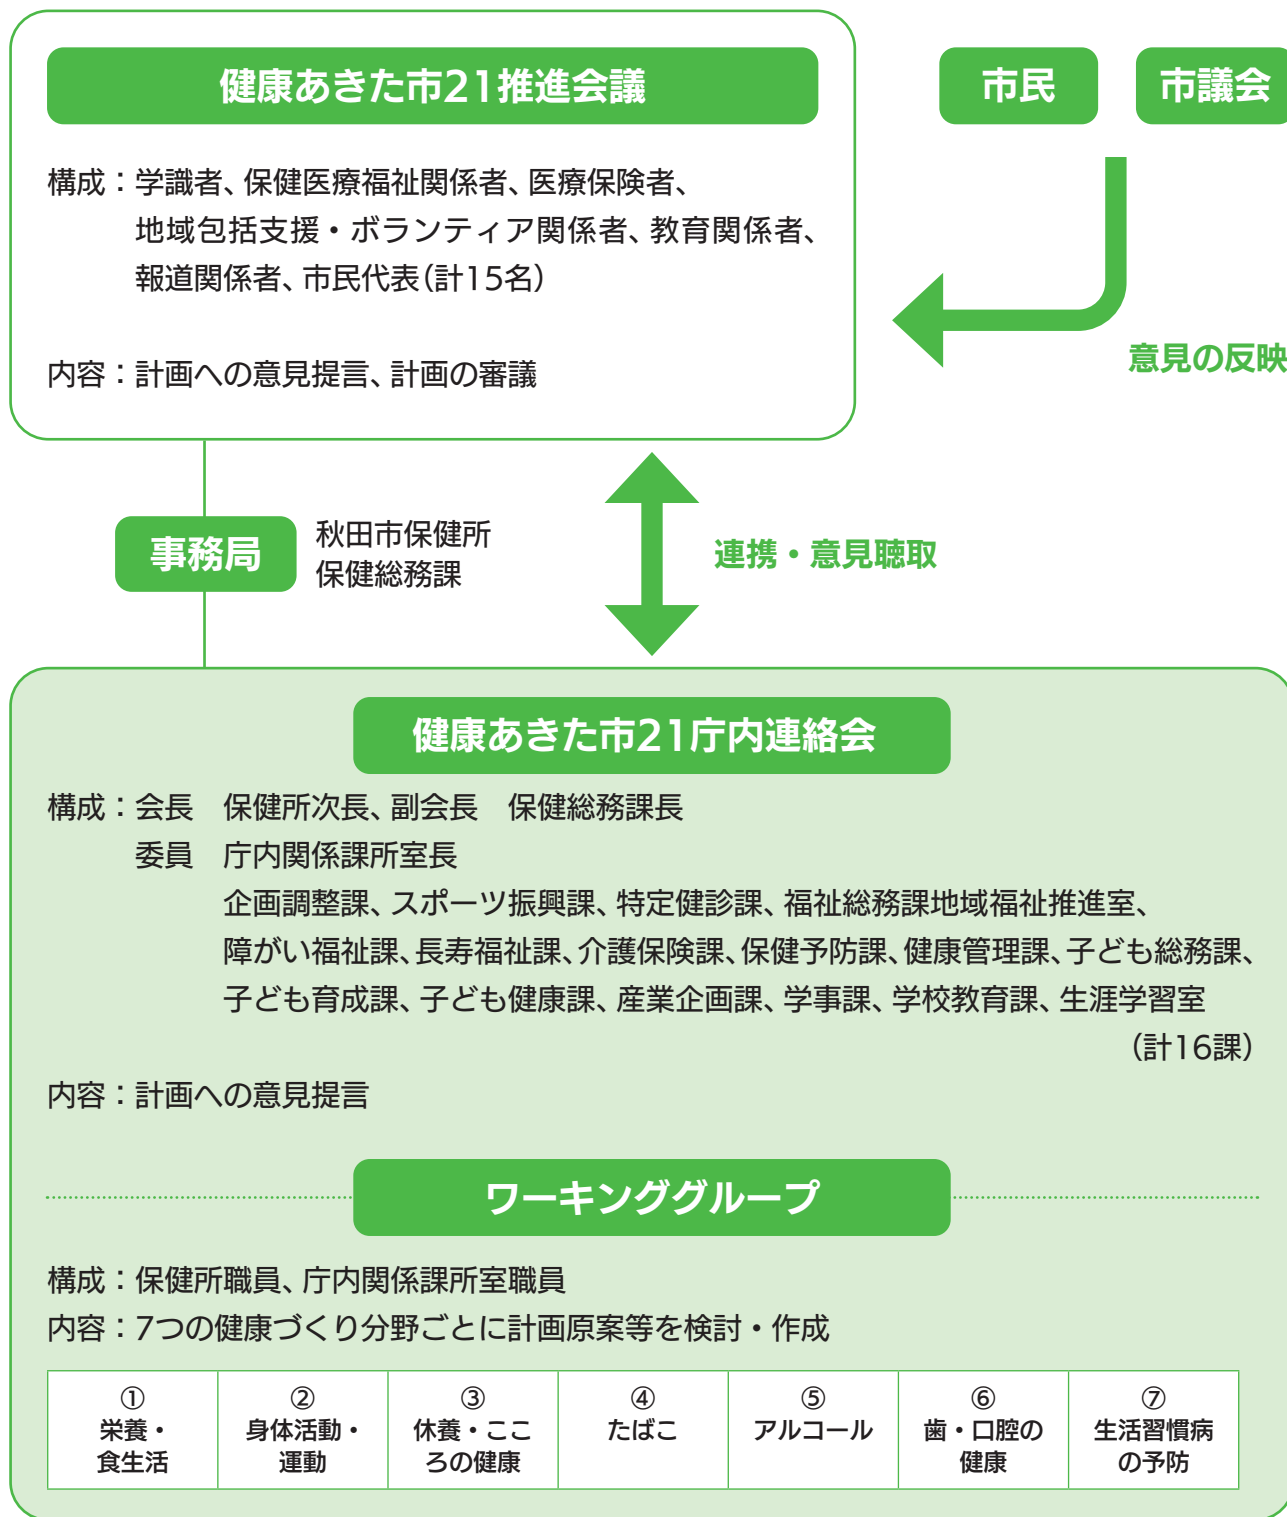 健康あきた市21推進会議
構成：学識者、保健医療福祉関係者、医療保険者、
地域包括支援・ボランティア関係者、教育関係者、
報道関係者、市民代表（計15名）
内容：計画への意見提言、計画の審議
市民
市議会
意見の反映
事務局
秋田市保健所
保健総務課
連携・意見聴取
健康あきた市21庁内連絡会
構成：会長　保健所次長、副会長　保健総務課長
委員　庁内関係課所室長
企画調整課、スポーツ振興課、特定健診課、福祉総務課地域福祉推進室、
障がい福祉課、長寿福祉課、介護保険課、保健予防課、健康管理課、子ども総務課、
子ども育成課、子ども健康課、産業企画課、学事課、学校教育課、生涯学習室
（計16課）
内容：計画への意見提言
ワーキンググループ
構成：保健所職員、庁内関係課所室職員
内容：7つの健康づくり分野ごとに計画原案等を検討・作成
①
栄養・
食生活
②
身体活動・
運動
③
休養・ここ
ろの健康
④
たばこ
⑤
アルコール
⑥
歯・口腔の
健康
⑦
生活習慣病
の予防